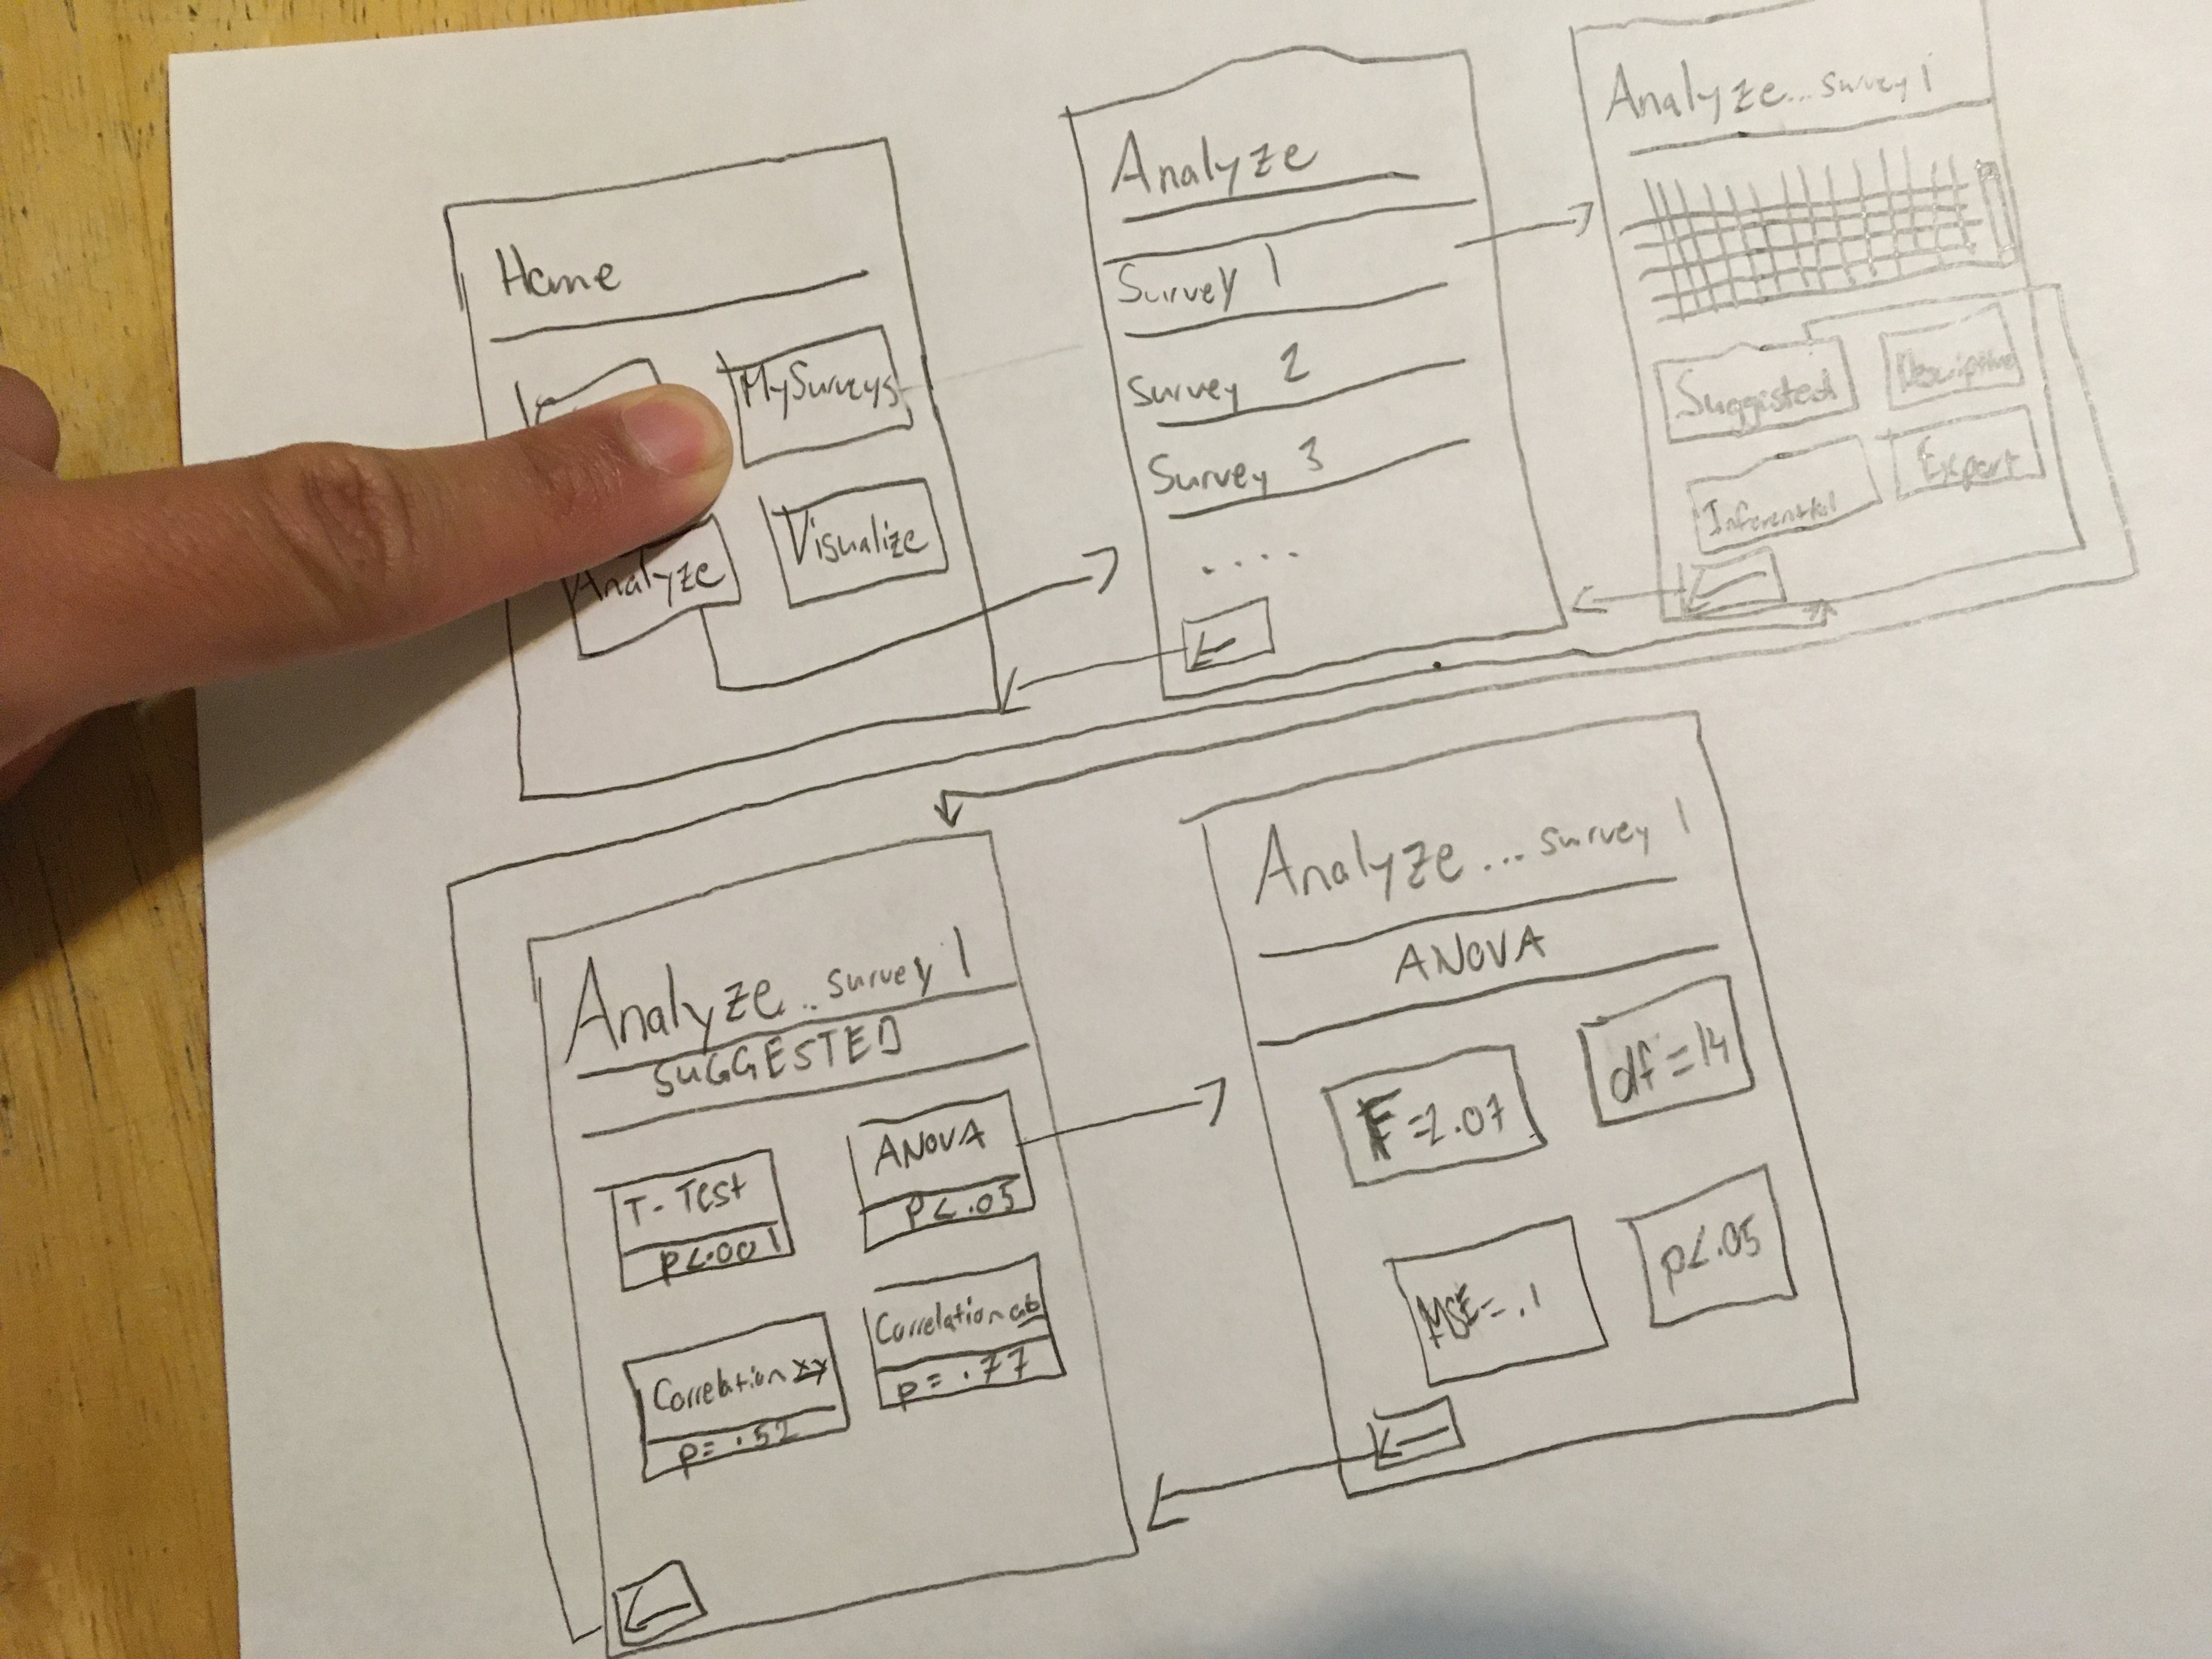 Home
MySurveys
Analyze
Visualize
Analyze
Survey 1
Survey 2
Survey 3
....
Analyze... survey 1
Suggisted
Descriptive
Inferential
Export
Analyze.. survey 1
SUGGESTED
T-Test
p<.001
ANOVA
P<.05
Correlation xy
p= .52
Correlation ab
p= .77
Analyze... survey 1
ANOVA
F=2.07
df=14
MSE=.1
p<.05